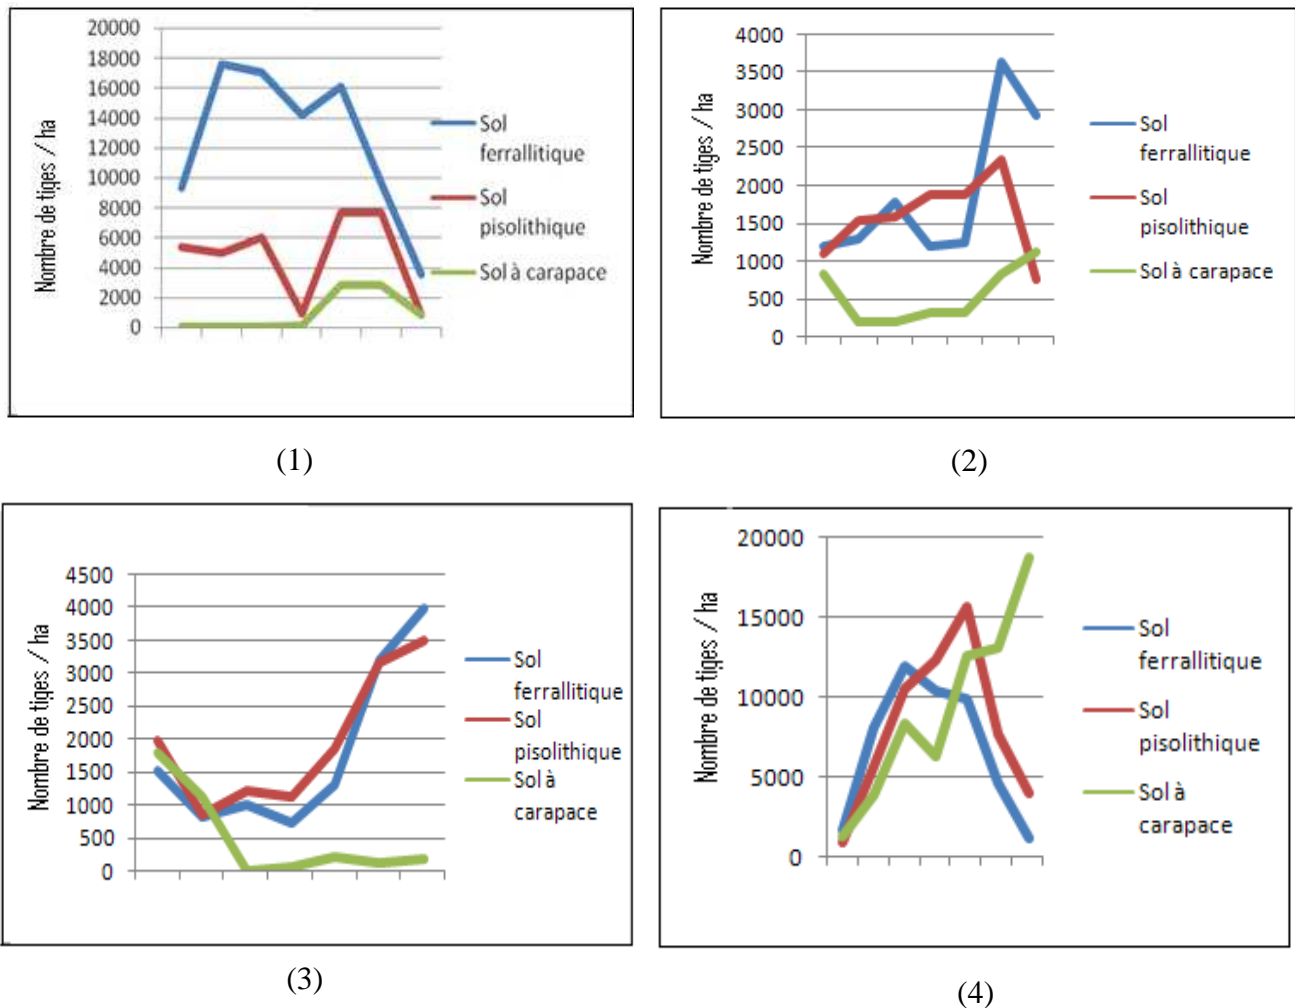 20000
18000
16000
14000
12000
10000
8000
6000
4000
2000
0
Nombre de tiges / ha
Sol
ferrallitique
Sol
pisolithique
Sol à carapace
(1)
4000
3500
3000
2500
2000
1500
1000
500
0
Nombre de tiges / ha
Sol
ferrallitique
Sol
pisolithique
Sol à carapace
(2)
4500
4000
3500
3000
2500
2000
1500
1000
500
0
Nombre de tiges / ha
Sol
ferrallitique
Sol
pisolithique
Sol à
carapace
(3)
20000
15000
10000
5000
0
Nombre de tiges / ha
Sol
ferrallitique
Sol
pisolithique
Sol à
carapace
(4)